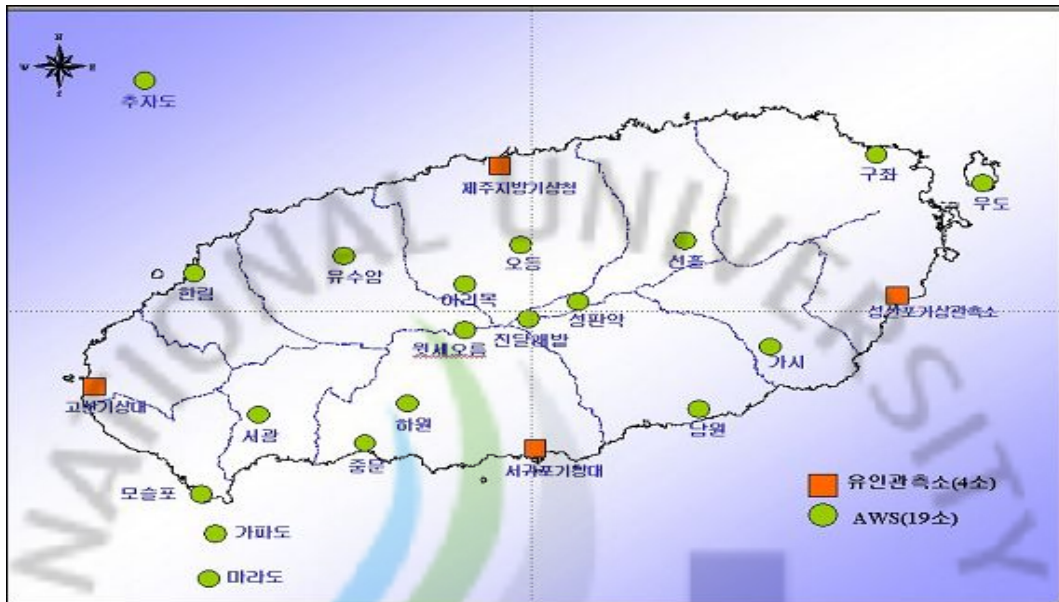 N
W E
S
추자도
구좌
우도
제주지방기상청
오등
선흘
유수암
한림
어리목
성판악
성산포기상관측소
진달래밭
윗세오름
가시
고산기상대
서광
하원
중문
남원
서귀포기상대
모슬포
가파도
마라도
유인관측소(4소)
AWS(19소)
NATIONAL UNIVERSITY